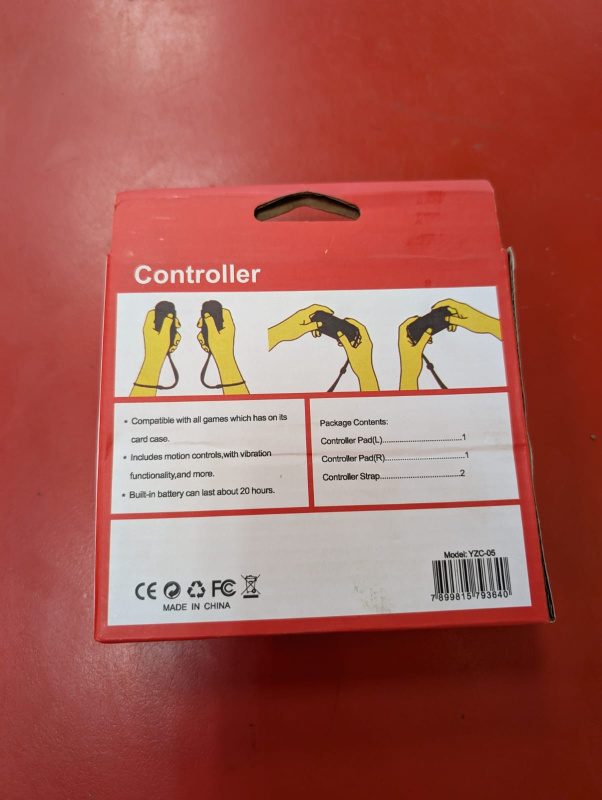 Controller
• Compatible with all games which has on its
card case.
• Includes motion controls,with vibration
functionality,and more.
• Built-in battery can last about 20 hours.
Package Contents:
Controller Pad(L)....................................1
Controller Pad(R)....................................1
Controller Strap....................................2
CE FC
MADE IN CHINA
Model: YZC-05
7 899815 793640